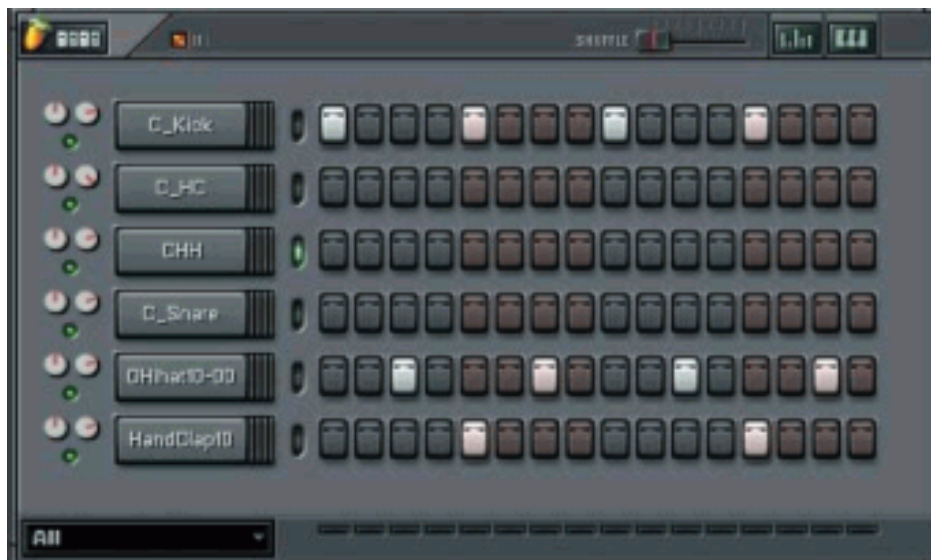 SHUFFLE
C_Kick
C_HC
CHH
C_Snare
OHihat10-00
HandClap10
All